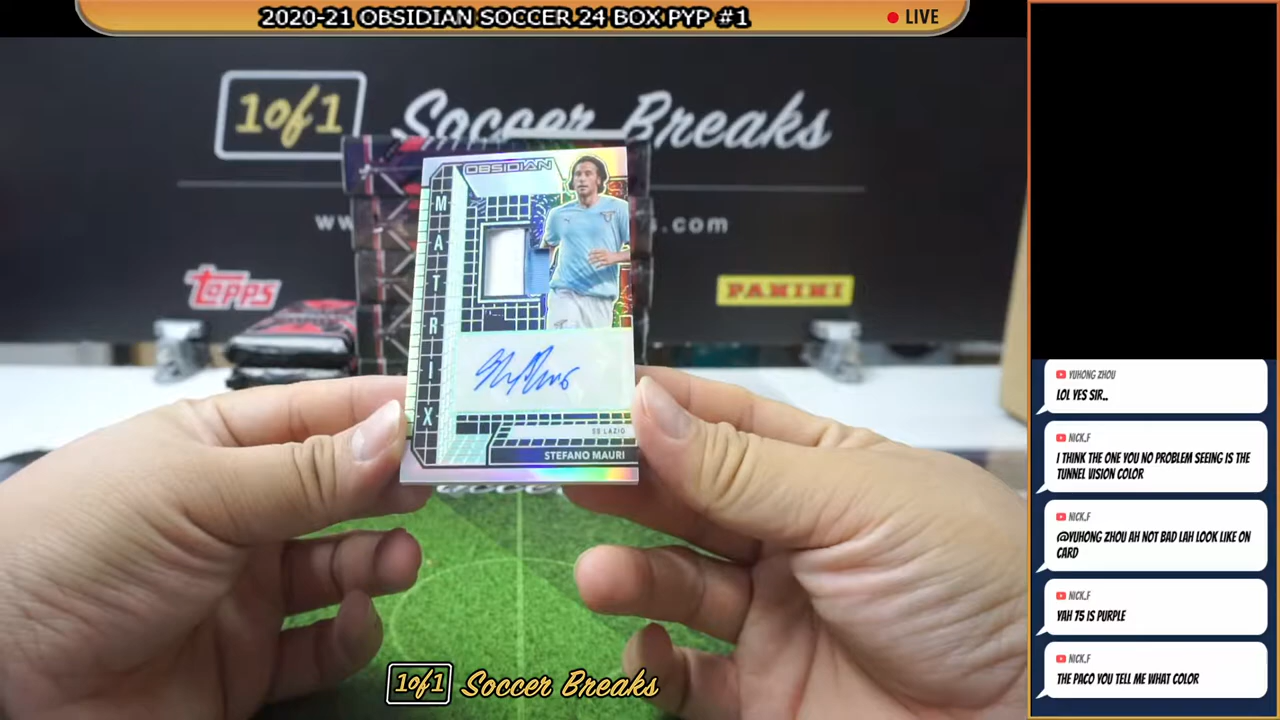 2020-21 OBSIDIAN SOCCER 24 BOX PYP #1
LIVE
1of1 Soccer Breaks
ww
s.com
topps
PANINI
OBSIDIAN
MATRIX
SS LAZIO
STEFANO MAURI
1of1 Soccer Breaks
YUHONG ZHOU
LOL YES SIR..
NICK.F
I THINK THE ONE YOU NO PROBLEM SEEING IS THE
TUNNEL VISION COLOR
NICK.F
@YUHONG ZHOU AH NOT BAD LAH LOOK LIKE ON
CARD
NICK.F
YAH 75 IS PURPLE
NICK.F
THE PACO YOU TELL ME WHAT COLOR